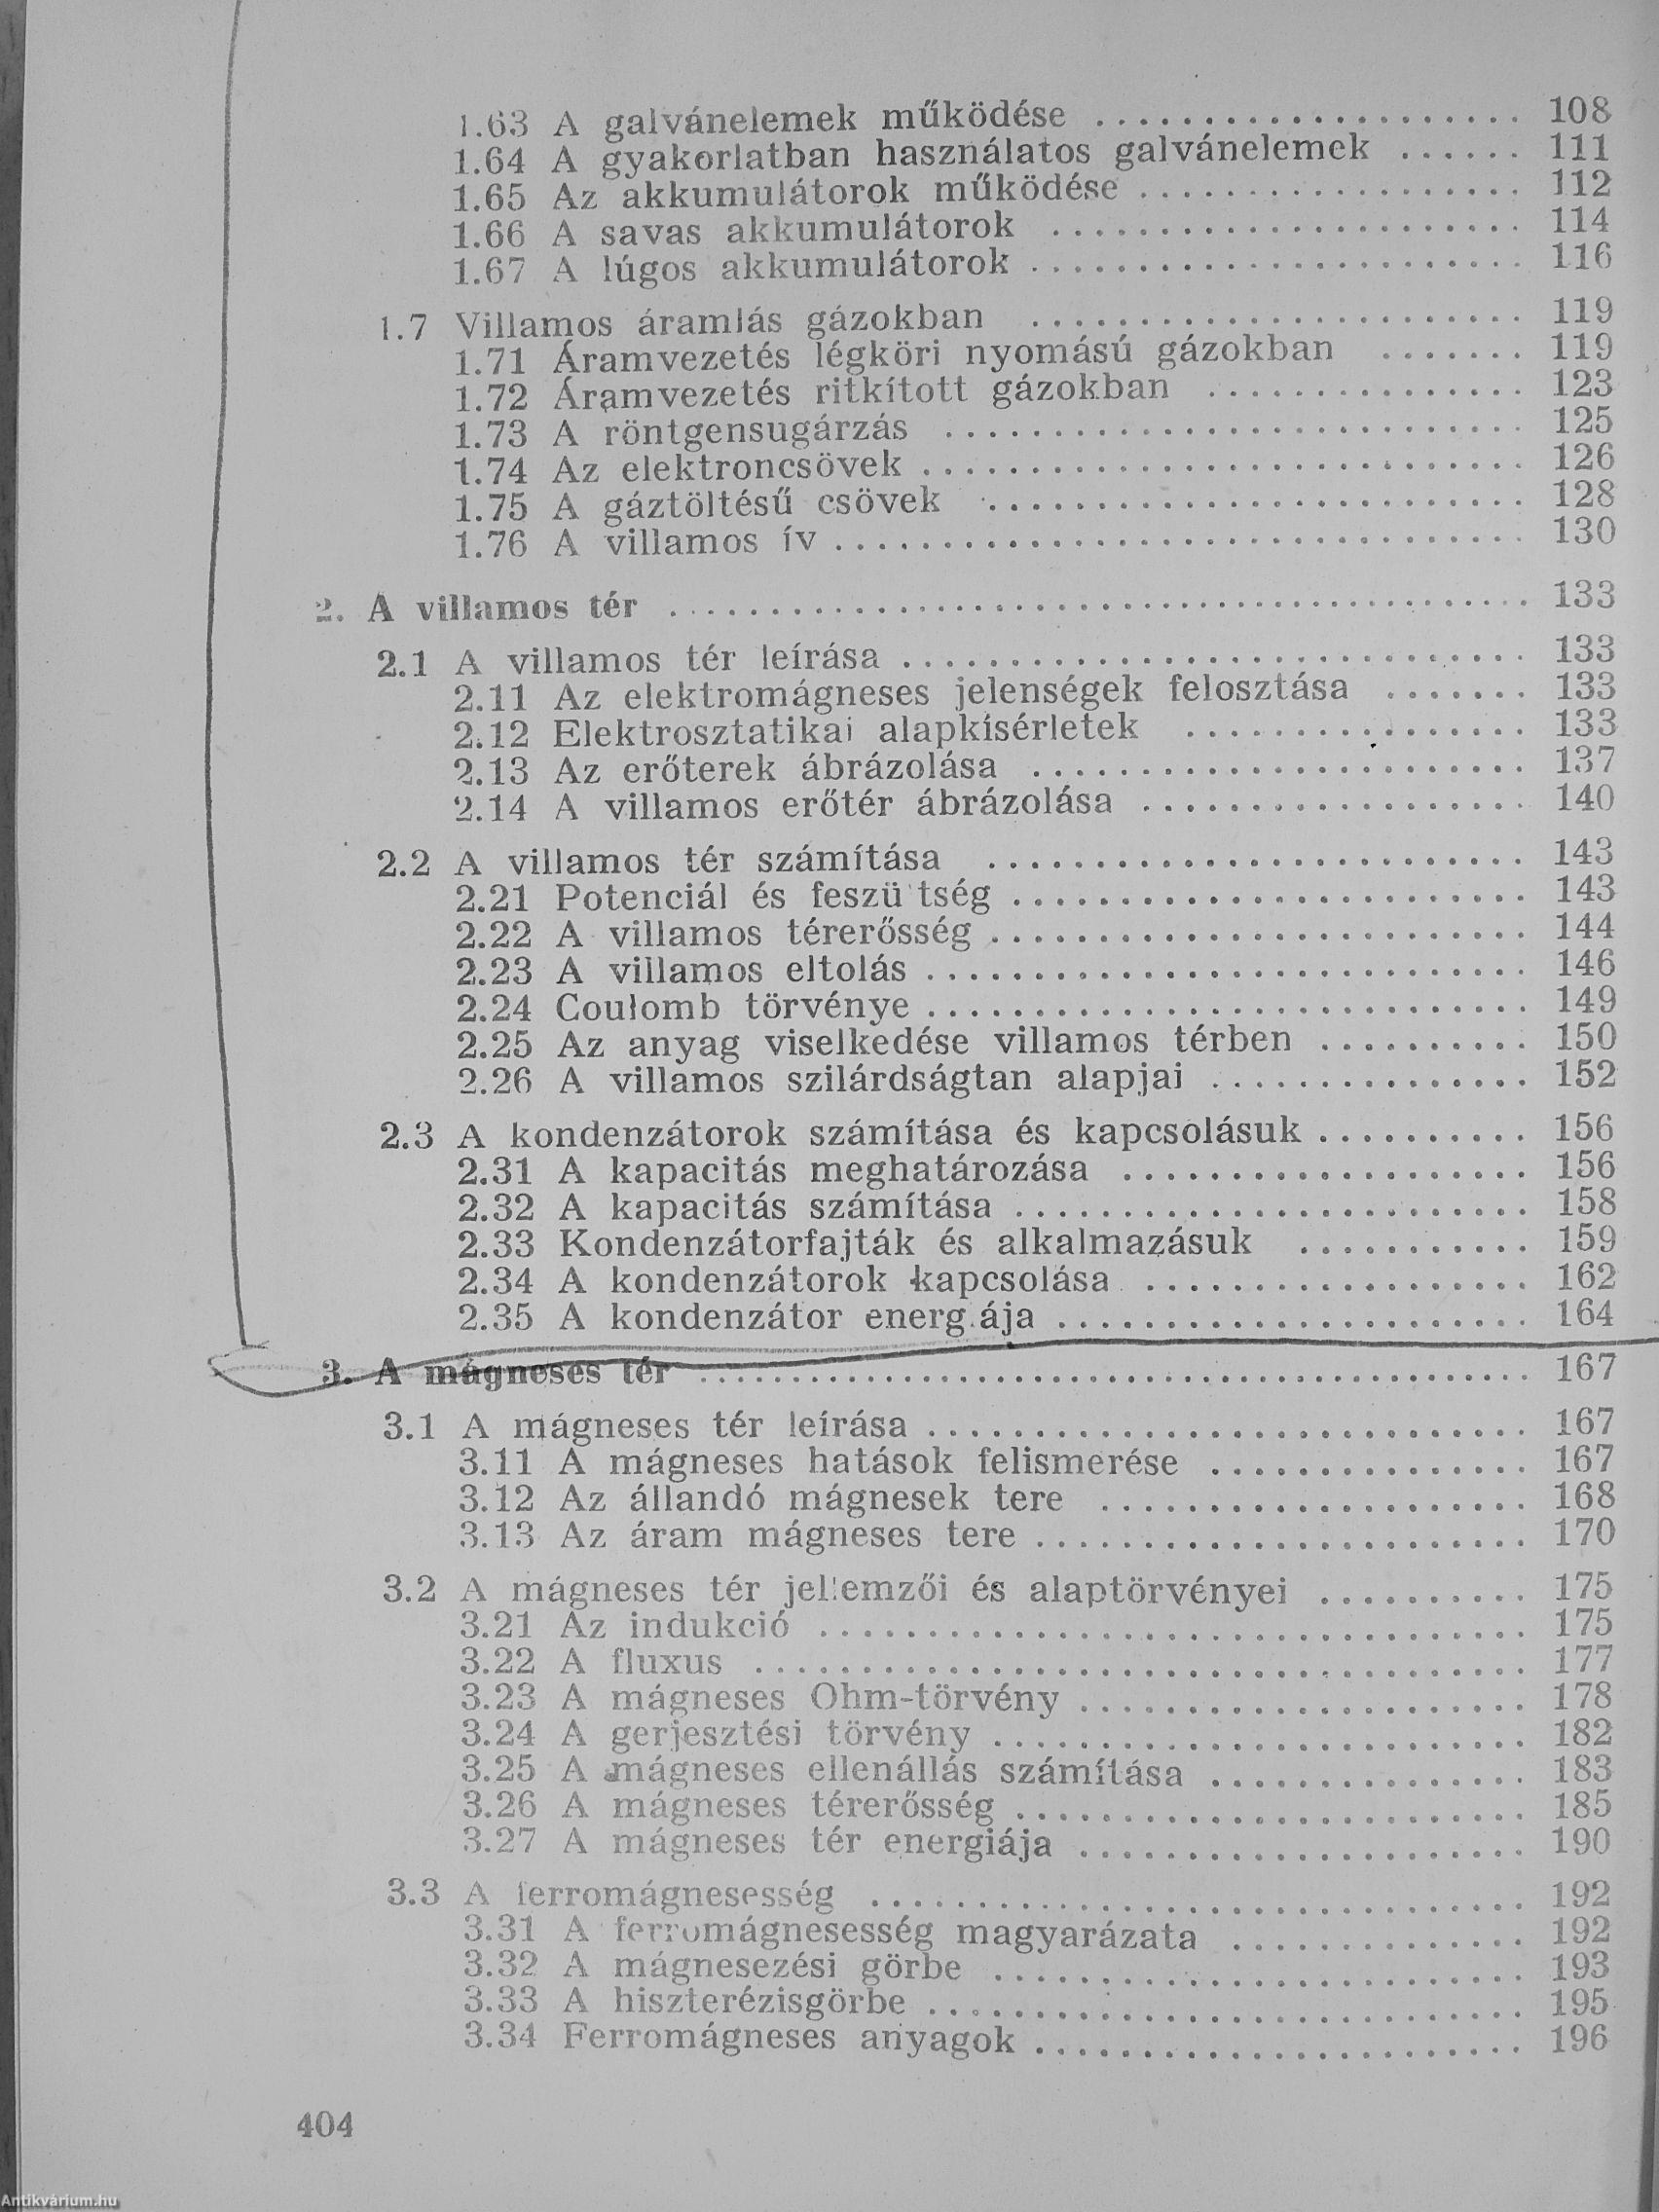 1.63 A galvánelemek működése .................... 108
1.64 A gyakorlatban használatos galvánelemek ...... 111
1.65 Az akkumulátorok működése .................. 112
1.66 A savas akkumulátorok ...................... 114
1.67 A lúgos akkumulátorok ....................... 116
1.7 Villamos áramlás gázokban ....................... 119
1.71 Áramvezetés légköri nyomású gázokban ....... 119
1.72 Áramvezetés ritkított gázokban ............... 123
1.73 A röntgensugárzás ........................... 125
1.74 Az elektroncsövek ............................ 126
1.75 A gáztöltésű csövek ......................... 128
1.76 A villamos ív ................................ 130
2. A villamos tér ........................................ 133
2.1 A villamos tér leírása ............................. 133
2.11 Az elektromágneses jelenségek felosztása ....... 133
2.12 Elektrosztatikai alapkísérletek ................ 133
2.13 Az erőterek ábrázolása ....................... 137
2.14 A villamos erőtér ábrázolása .................. 140
2.2 A villamos tér számítása ......................... 143
2.21 Potenciál és feszü tség ........................ 143
2.22 A villamos térerősség ......................... 144
2.23 A villamos eltolás ............................ 146
2.24 Coulomb törvénye ............................ 149
2.25 Az anyag viselkedése villamos térben .......... 150
2.26 A villamos szilárdságtan alapjai ............... 152
2.3 A kondenzátorok számítása és kapcsolásuk .......... 156
2.31 A kapacitás meghatározása ................... 156
2.32 A kapacitás számítása ........................ 158
2.33 Kondenzátorfajták és alkalmazásuk ........... 159
2.34 A kondenzátorok kapcsolása .................. 162
2.35 A kondenzátor energ.ája ...................... 164
3. A mágneses tér ....................................... 167
3.1 A mágneses tér leírása ............................ 167
3.11 A mágneses hatások felismerése ............... 167
3.12 Az állandó mágnesek tere .................... 168
3.13 Az áram mágneses tere ....................... 170
3.2 A mágneses tér jellemzői és alaptörvényei .......... 175
3.21 Az indukció ................................. 175
3.22 A fluxus .................................... 177
3.23 A mágneses Ohm-törvény ..................... 178
3.24 A gerjesztési törvény ......................... 182
3.25 A mágneses ellenállás számítása ............... 183
3.26 A mágneses térerősség ........................ 185
3.27 A mágneses tér energiája ..................... 190
3.3 A ferromágnesesség ............................... 192
3.31 A ferromágnesesség magyarázata .............. 192
3.32 A mágnesezési görbe ......................... 193
3.33 A hiszterézisgörbe ............................ 195
3.34 Ferromágneses anyagok ....................... 196
404
Antikvárium.hu